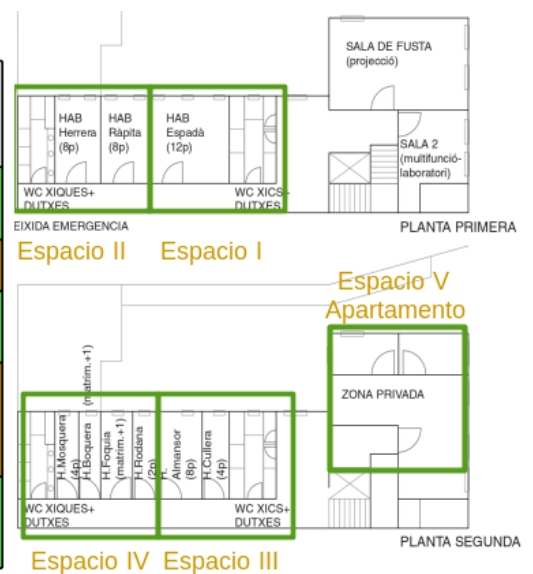 SALA DE FUSTA
(projecció)
HAB
Herrera
(8p)
HAB
Ràpita
(8p)
HAB
Espadà
(12p)
SALA 2
(multifunció-
laboratori)
WC XIQUES+
DUTXES
WC XICS+
DUTXES
EIXIDA EMERGENCIA
PLANTA PRIMERA
Espacio II
Espacio I
Espacio V
Apartamento
ZONA PRIVADA
H.Mosquera
(4p)
H.Boquera
(matrim.+1)
H.Foquia
(matrim.+1)
H.Rodana
(2p)
H.
Almansor
(8p)
H.Cullera
(4p)
WC XIQUES+
DUTXES
WC XICS+
DUTXES
PLANTA SEGUNDA
Espacio IV
Espacio III